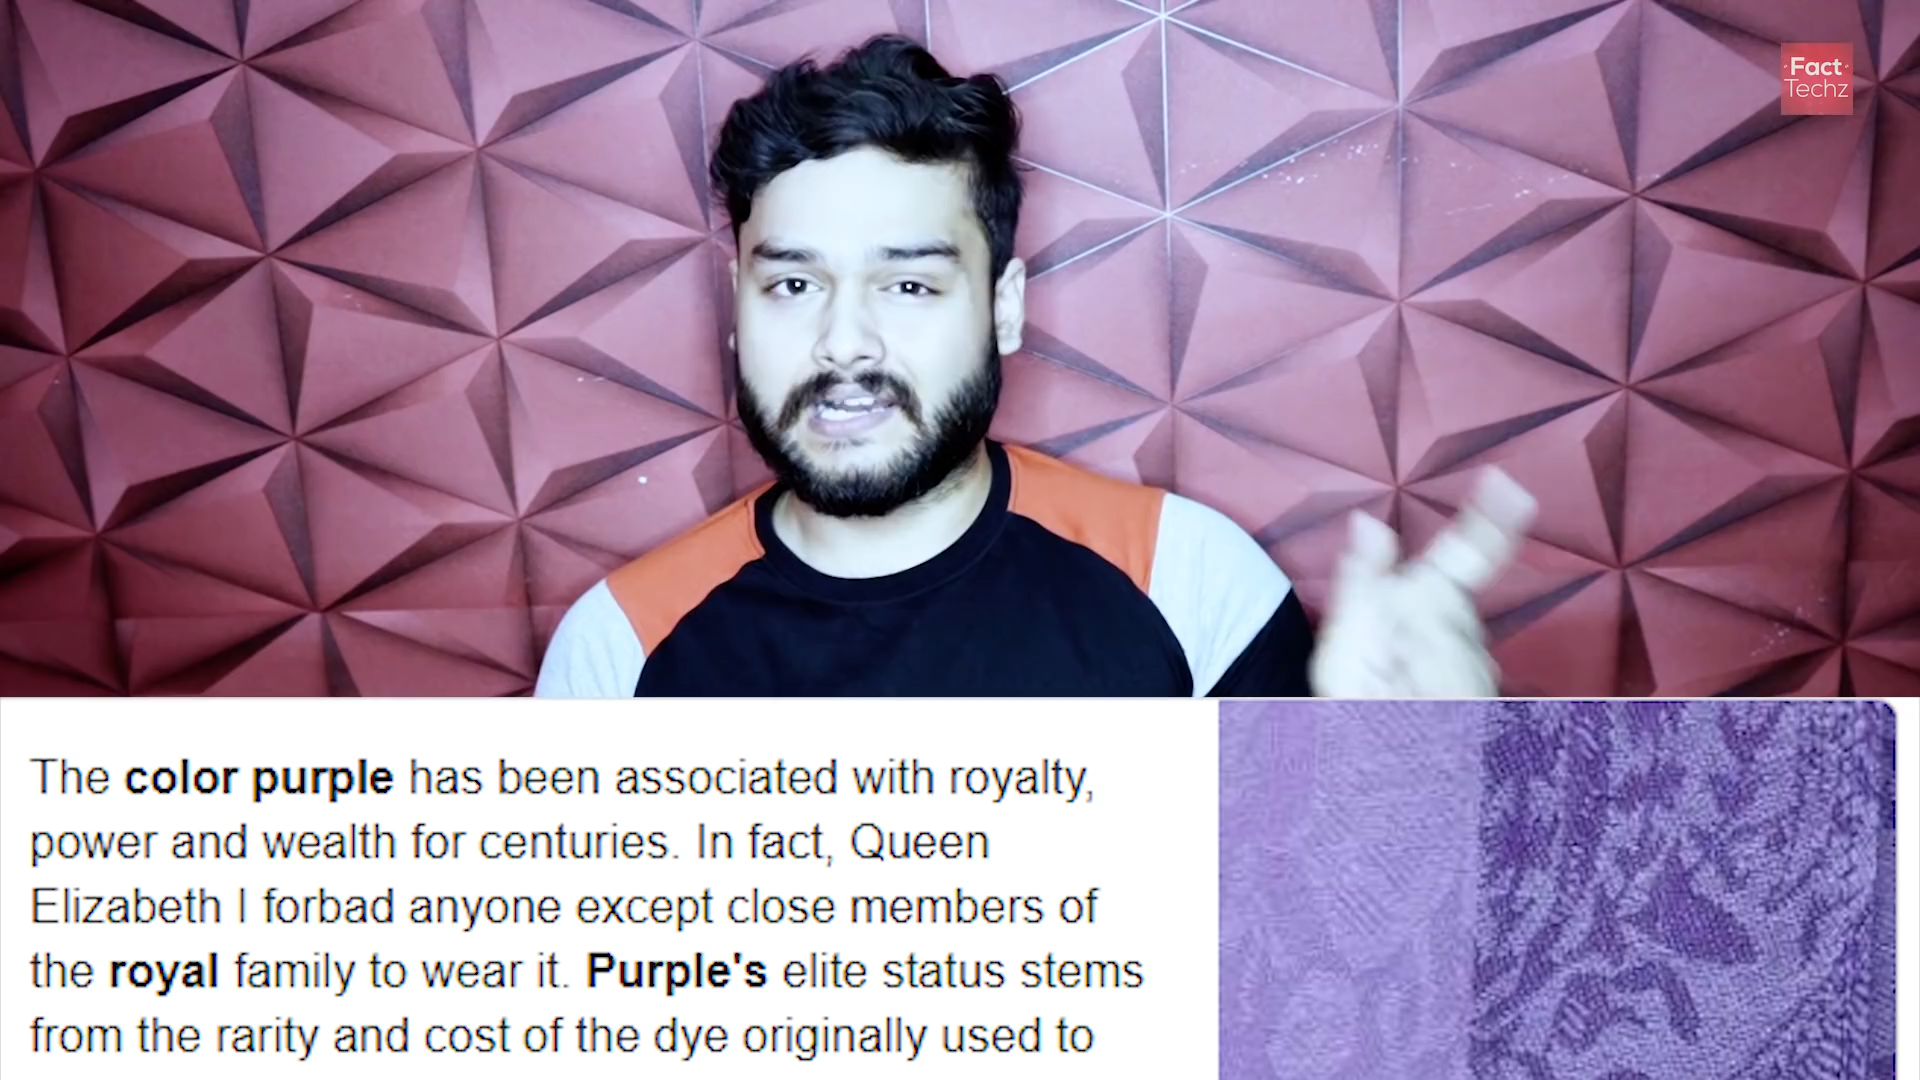 Fact
Techz
The color purple has been associated with royalty,
power and wealth for centuries. In fact, Queen
Elizabeth I forbad anyone except close members of
the royal family to wear it. Purple's elite status stems
from the rarity and cost of the dye originally used to